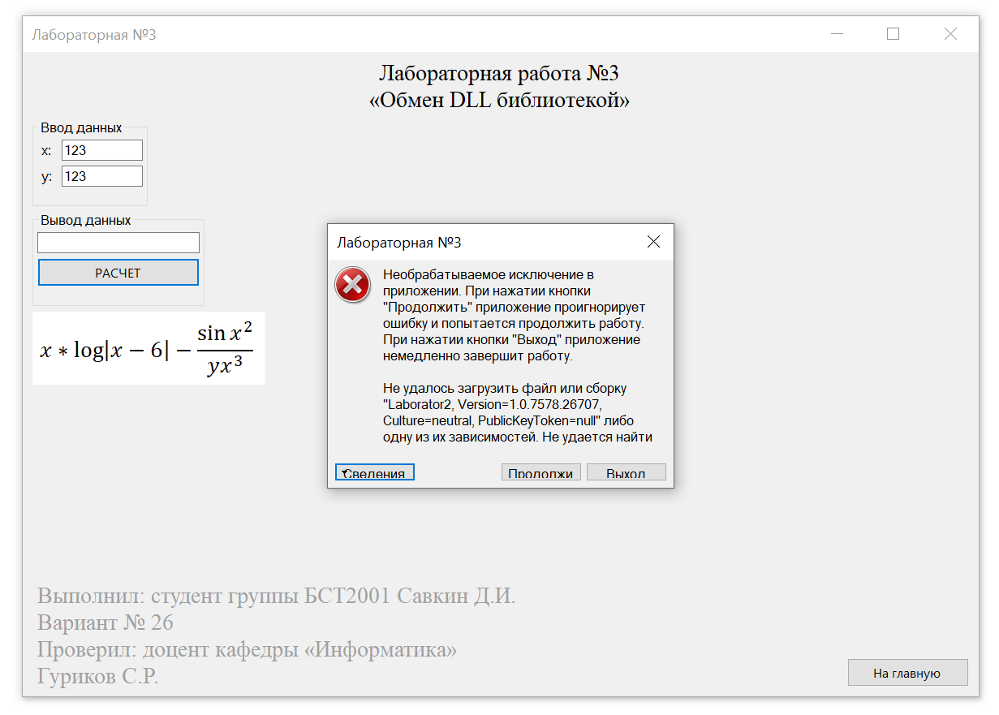 Лабораторная №3
Лабораторная работа №3
«Обмен DLL библиотекой»
Ввод данных
x: 123
y: 123
Вывод данных
РАСЧЕТ
x ∗ log|x − 6| − sin x² / yx³
Лабораторная №3
Необрабатываемое исключение в
приложении. При нажатии кнопки
"Продолжить" приложение проигнорирует
ошибку и попытается продолжить работу.
При нажатии кнопки "Выход" приложение
немедленно завершит работу.
Не удалось загрузить файл или сборку
"Laborator2, Version=1.0.7578.26707,
Culture=neutral, PublicKeyToken=null" либо
одну из их зависимостей. Не удается найти
Сведения Продолжи Выход
Выполнил: студент группы БСТ2001 Савкин Д.И.
Вариант № 26
Проверил: доцент кафедры «Информатика»
Гуриков С.Р.
На главную